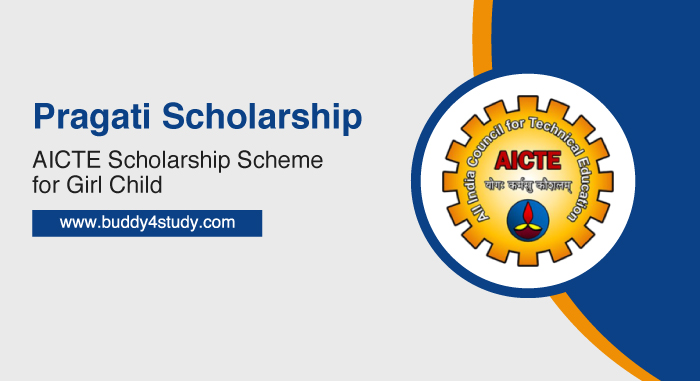 Pragati Scholarship
AICTE Scholarship Scheme
for Girl Child
www.buddy4study.com
All India Council for Technical Education
AICTE
योगः कर्मसु कौशलम्